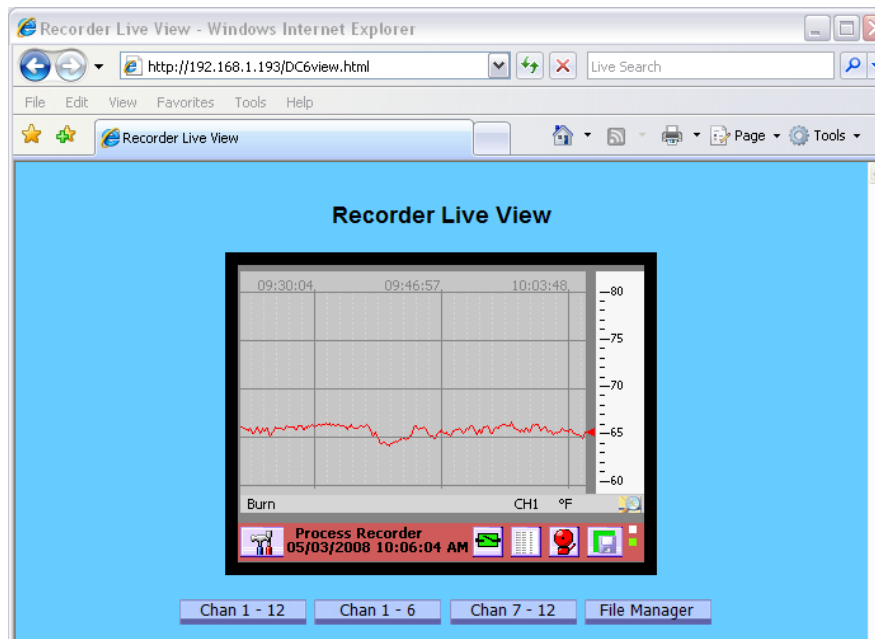 Recorder Live View - Windows Internet Explorer
http://192.168.1.193/DC6view.html
Live Search
File Edit View Favorites Tools Help
Recorder Live View
Page Tools
Recorder Live View
09:30:04 09:46:57 10:03:48
80
75
70
65
60
Burn CH1 °F
Process Recorder
05/03/2008 10:06:04 AM
Chan 1 - 12 Chan 1 - 6 Chan 7 - 12 File Manager